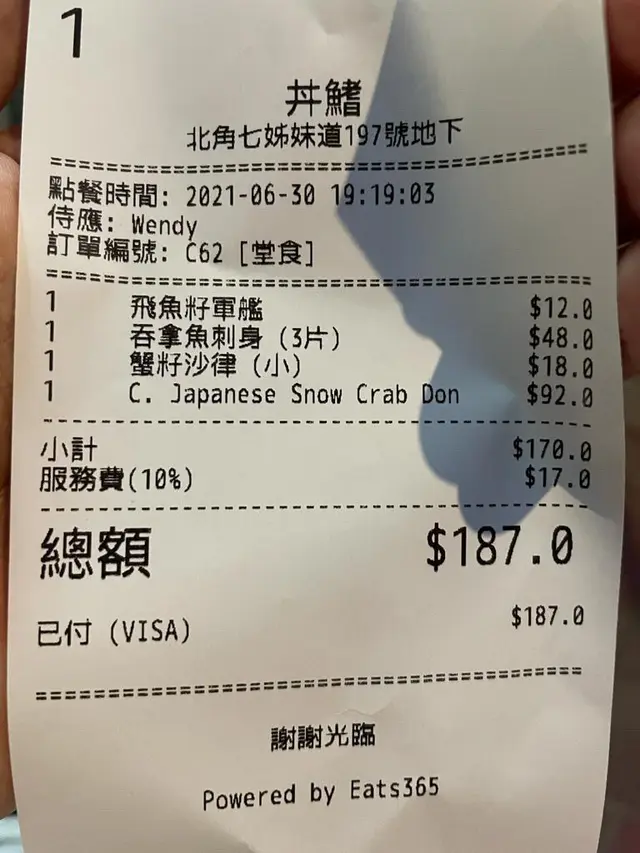 1
丼鰭
北角七姊妹道197號地下
點餐時間: 2021-06-30 19:19:03
侍應: Wendy
訂單編號: C62 [堂食]
1 飛魚籽軍艦 $12.0
1 吞拿魚刺身 (3片) $48.0
1 蟹籽沙律 (小) $18.0
1 C. Japanese Snow Crab Don $92.0
小計 $170.0
服務費(10%) $17.0
總額 $187.0
已付 (VISA) $187.0
謝謝光臨
Powered by Eats365